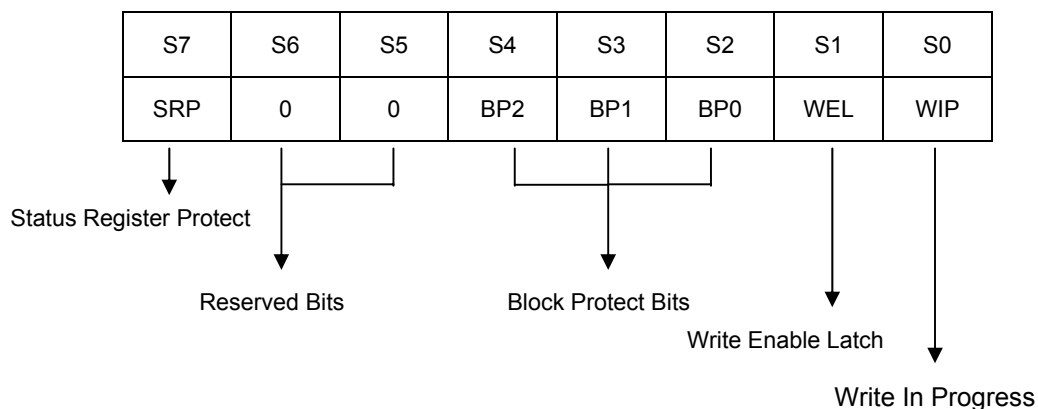 S7 S6 S5 S4 S3 S2 S1 S0
SRP 0 0 BP2 BP1 BP0 WEL WIP
Status Register Protect
Reserved Bits Block Protect Bits
Write Enable Latch
Write In Progress